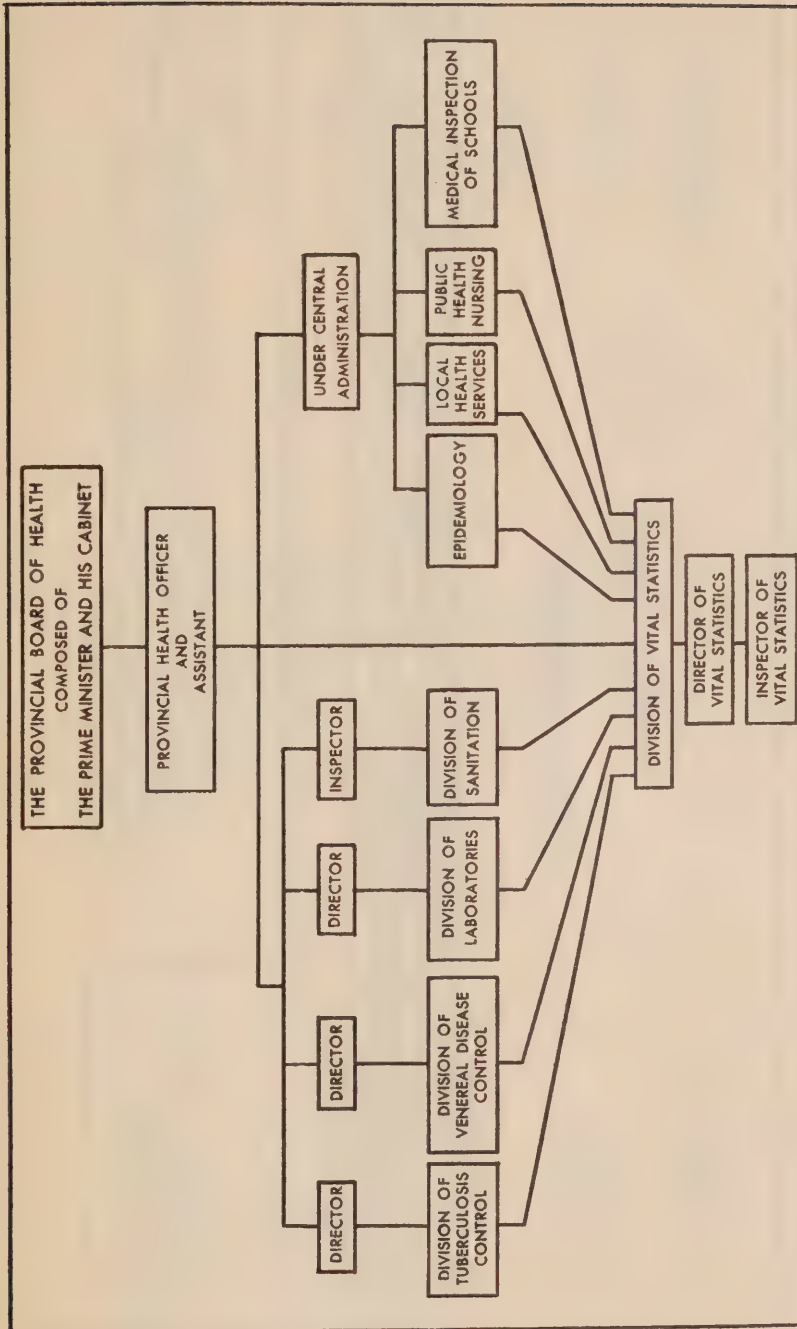 THE PROVINCIAL BOARD OF HEALTH
COMPOSED OF
THE PRIME MINISTER AND HIS CABINET
PROVINCIAL HEALTH OFFICER
AND
ASSISTANT
UNDER CENTRAL
ADMINISTRATION
DIRECTOR
DIRECTOR
DIRECTOR
INSPECTOR
DIVISION OF
TUBERCULOSIS
CONTROL
DIVISION OF
VENEREAL DISEASE
CONTROL
DIVISION OF
LABORATORIES
DIVISION OF
SANITATION
EPIDEMIOLOGY
LOCAL
HEALTH
SERVICES
PUBLIC
HEALTH
NURSING
MEDICAL INSPECTION
OF SCHOOLS
DIVISION OF VITAL STATISTICS
DIRECTOR OF
VITAL STATISTICS
INSPECTOR OF
VITAL STATISTICS